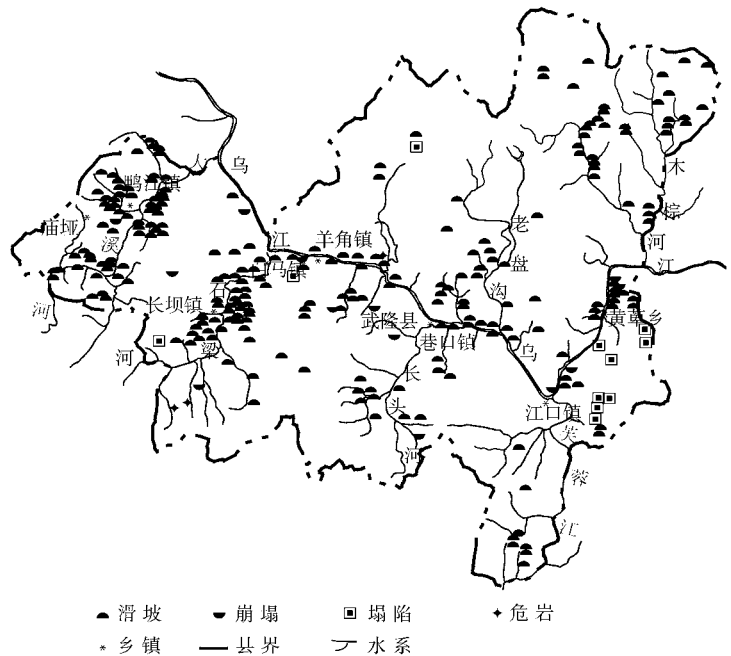 乌
人
木
鸭江镇
棕
庙垭
老
溪
江
羊角镇
河
盘
江
白马镇
石
沟
长坝镇
河
武隆县
黄草乡
巷口镇
乌
梁
河
长
头
江口镇
芙
河
蓉
江
滑坡 崩塌 塌陷 危岩
乡镇 县界 水系